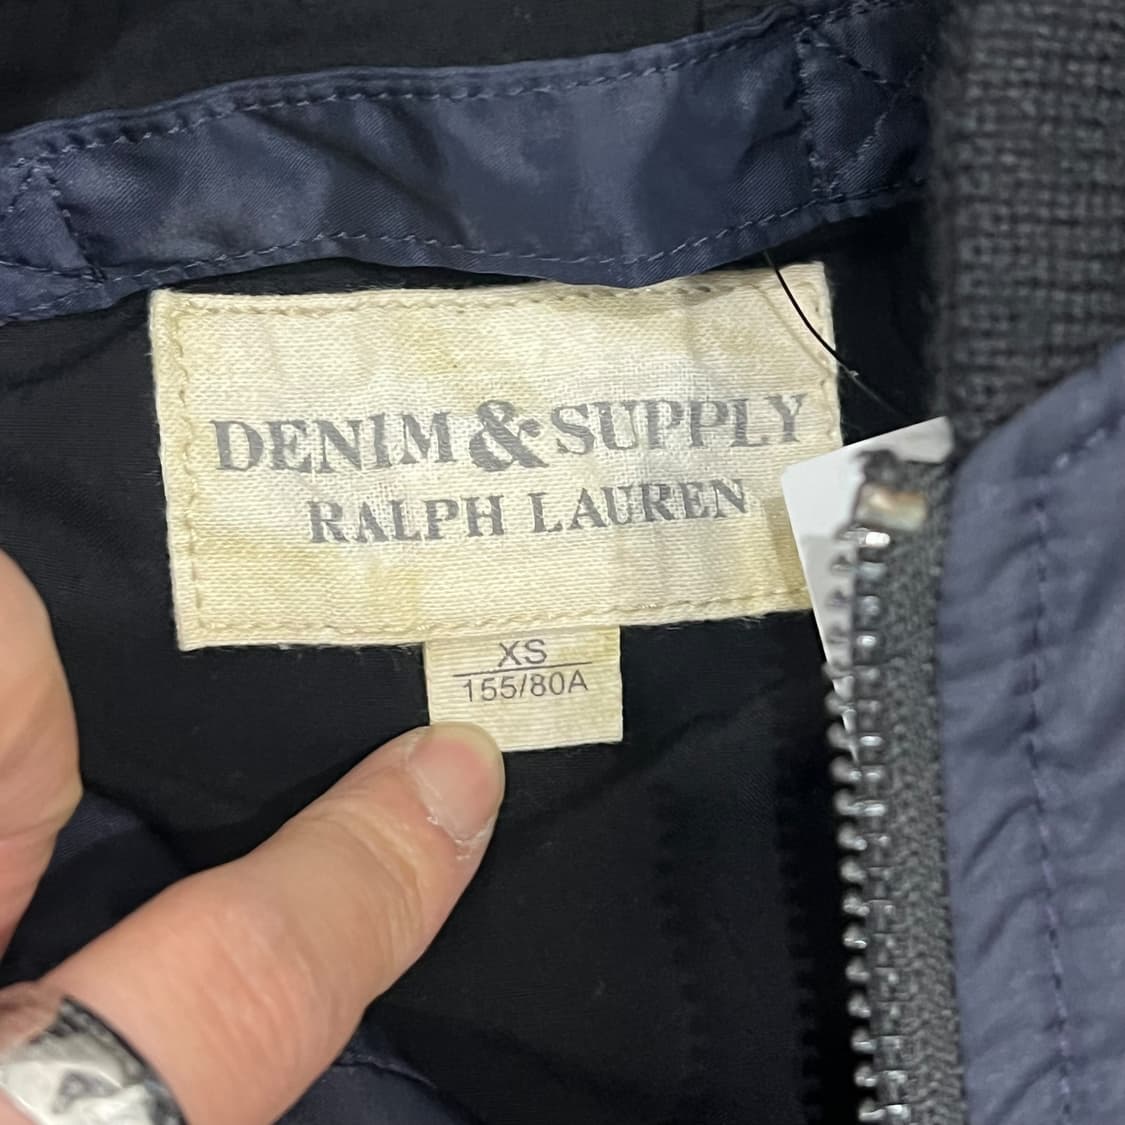 DENIM & SUPPLY
RALPH LAUREN
XS
155/80A